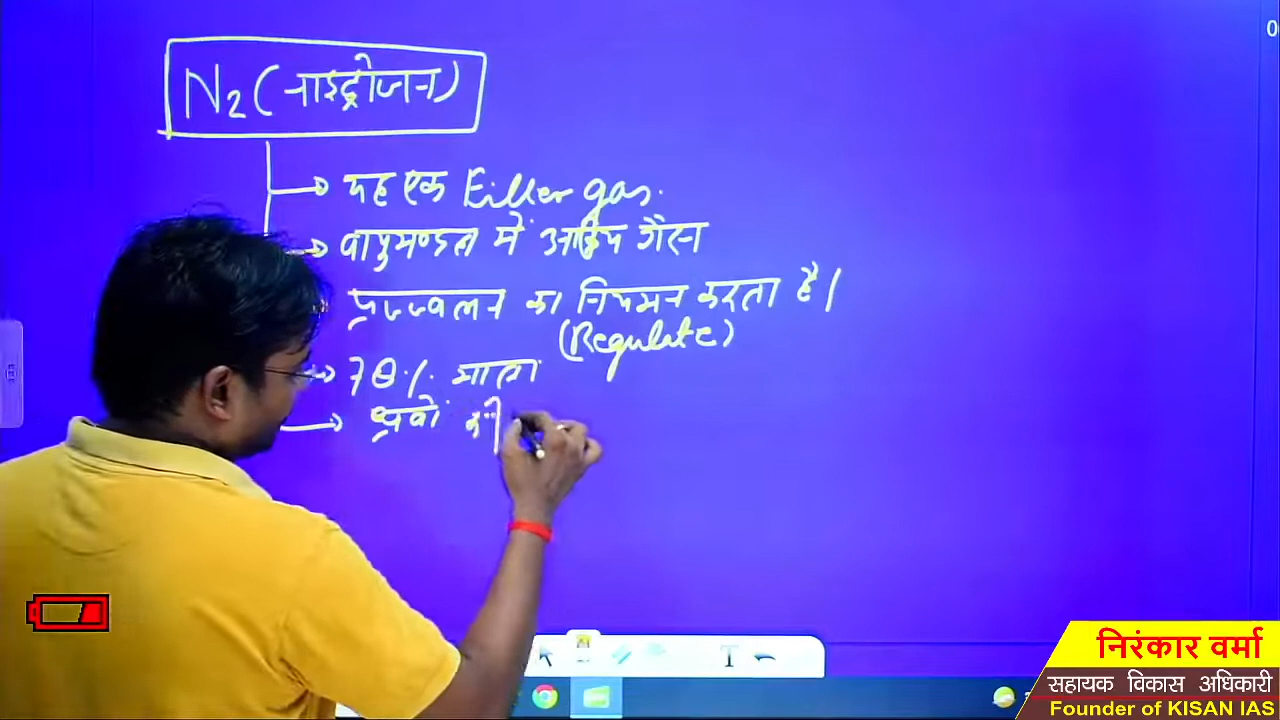 N2 (नाइट्रोजन)
यह एक Filler gas.
वायुमण्डल में अक्रिय गैस
प्रज्ज्वलन का नियमन करता है।
(Regulate)
78% मात्रा
ध्रुवों की
T
निरंकार वर्मा
सहायक विकास अधिकारी
Founder of KISAN IAS